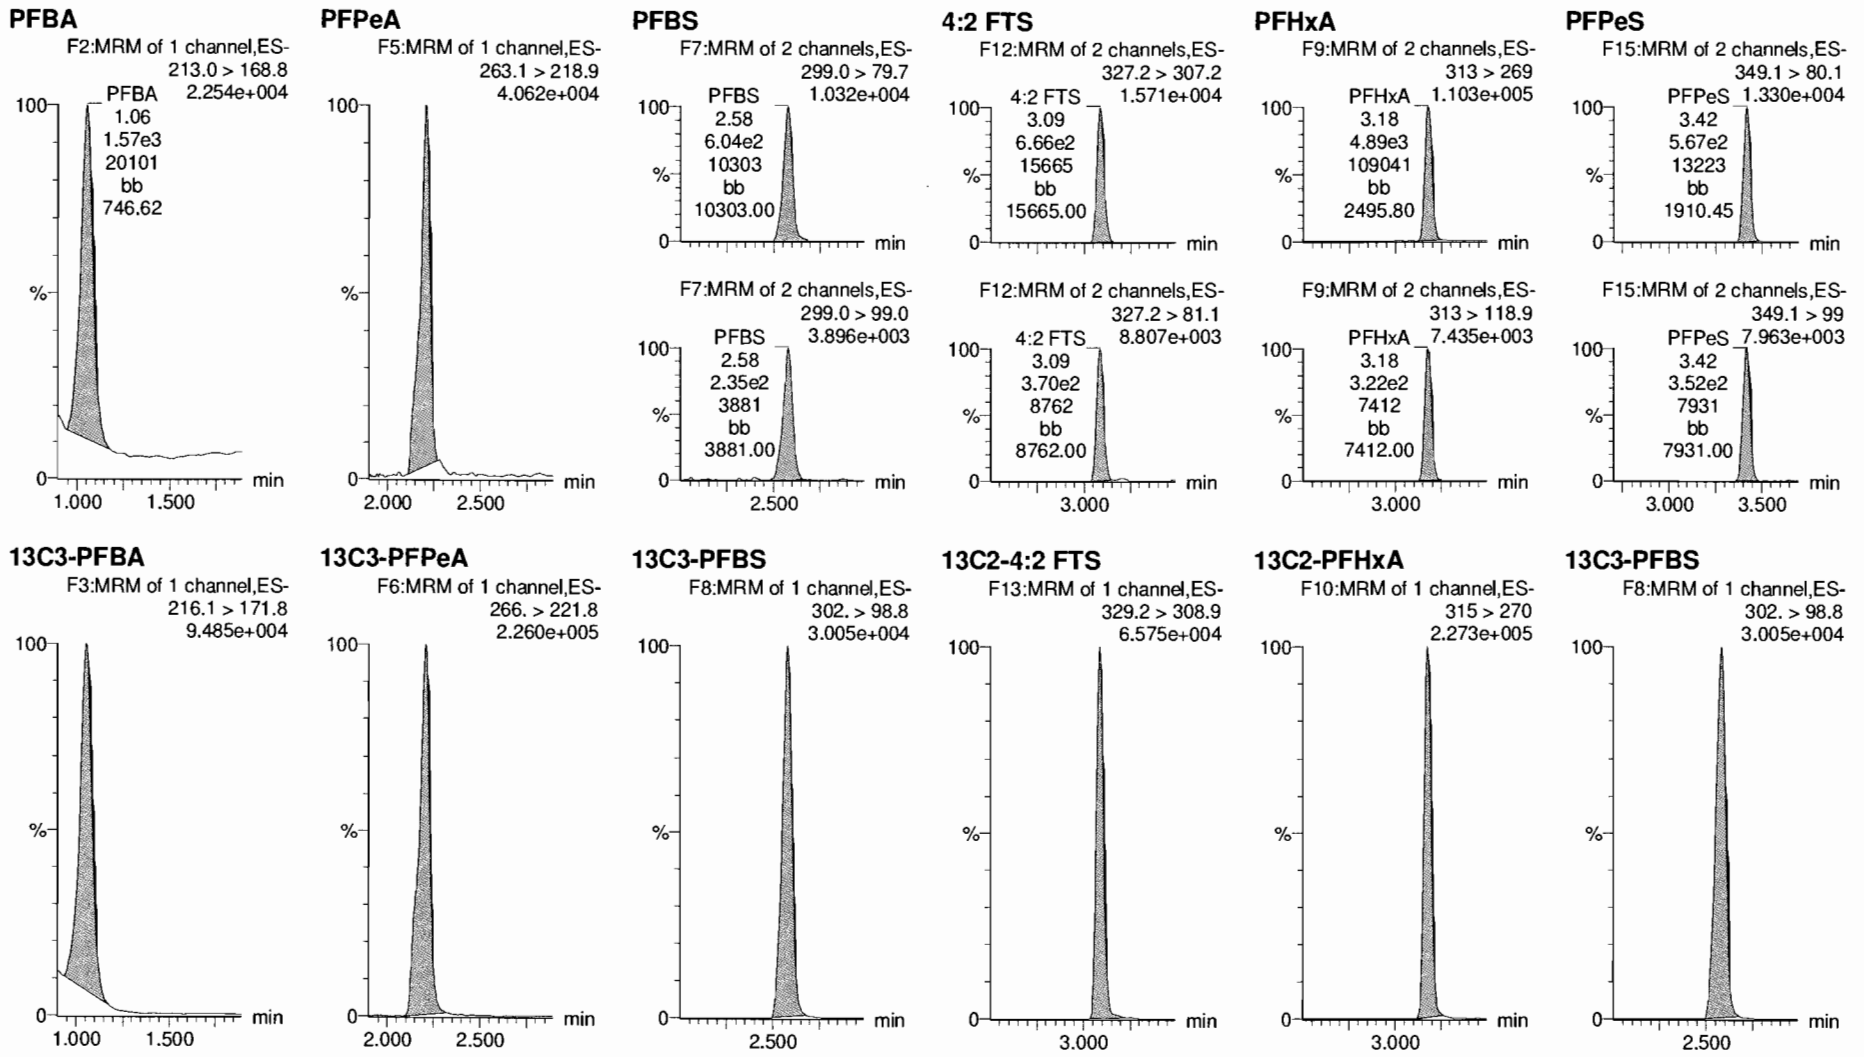 PFBA
F2:MRM of 1 channel,ES-
213.0 > 168.8
2.254e+004
PFBA
1.06
1.57e3
20101
bb
746.62
100
%
0
min
1.000 1.500
PFPeA
F5:MRM of 1 channel,ES-
263.1 > 218.9
4.062e+004
100
%
0
min
2.000 2.500
PFBS
F7:MRM of 2 channels,ES-
299.0 > 79.7
1.032e+004
PFBS
2.58
6.04e2
10303
bb
10303.00
100
%
0
min
F7:MRM of 2 channels,ES-
299.0 > 99.0
3.896e+003
PFBS
2.58
2.35e2
3881
bb
3881.00
100
%
0
min
2.500
4:2 FTS
F12:MRM of 2 channels,ES-
327.2 > 307.2
1.571e+004
4:2 FTS
3.09
6.66e2
15665
bb
15665.00
100
%
0
min
F12:MRM of 2 channels,ES-
327.2 > 81.1
8.807e+003
4:2 FTS
3.09
3.70e2
8762
bb
8762.00
100
%
0
min
3.000
PFHxA
F9:MRM of 2 channels,ES-
313 > 269
1.103e+005
PFHxA
3.18
4.89e3
109041
bb
2495.80
100
%
0
min
F9:MRM of 2 channels,ES-
313 > 118.9
7.435e+003
PFHxA
3.18
3.22e2
7412
bb
7412.00
100
%
0
min
3.000
PFPeS
F15:MRM of 2 channels,ES-
349.1 > 80.1
1.330e+004
PFPeS
3.42
5.67e2
13223
bb
1910.45
100
%
0
min
F15:MRM of 2 channels,ES-
349.1 > 99
7.963e+003
PFPeS
3.42
3.52e2
7931
bb
7931.00
100
%
0
min
3.000 3.500
13C3-PFBA
F3:MRM of 1 channel,ES-
216.1 > 171.8
9.485e+004
100
%
0
min
1.000 1.500
13C3-PFPeA
F6:MRM of 1 channel,ES-
266. > 221.8
2.260e+005
100
%
0
min
2.000 2.500
13C3-PFBS
F8:MRM of 1 channel,ES-
302. > 98.8
3.005e+004
100
%
0
min
2.500
13C2-4:2 FTS
F13:MRM of 1 channel,ES-
329.2 > 308.9
6.575e+004
100
%
0
min
3.000
13C2-PFHxA
F10:MRM of 1 channel,ES-
315 > 270
2.273e+005
100
%
0
min
3.000
13C3-PFBS
F8:MRM of 1 channel,ES-
302. > 98.8
3.005e+004
100
%
0
min
2.500